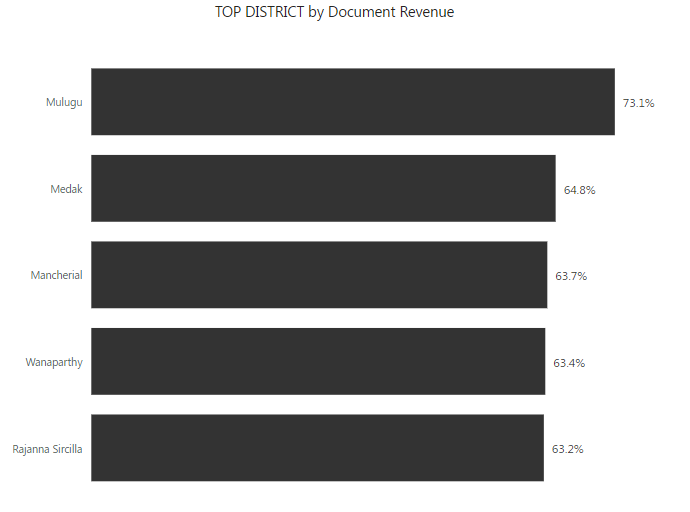 TOP DISTRICT by Document Revenue
Mulugu 73.1%
Medak 64.8%
Mancherial 63.7%
Wanaparthy 63.4%
Rajanna Sircilla 63.2%